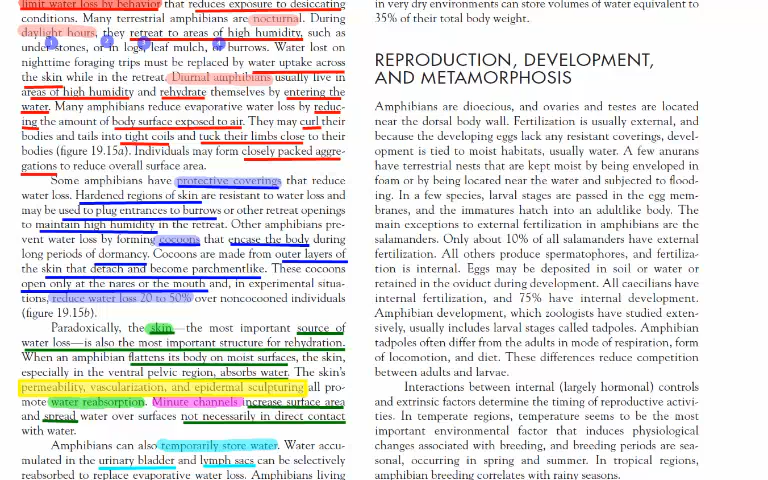 limit water loss by behavior that reduces exposure to desiccating
conditions. Many terrestrial amphibians are nocturnal. During
daylight hours, they retreat to areas of high humidity, such as
under stones, or in logs, leaf mulch, or burrows. Water lost on
nighttime foraging trips must be replaced by water uptake across
the skin while in the retreat. Diurnal amphibians usually live in
areas of high humidity and rehydrate themselves by entering the
water. Many amphibians reduce evaporative water loss by reduc-
ing the amount of body surface exposed to air. They may curl their
bodies and tails into tight coils and tuck their limbs close to their
bodies (figure 19.15a). Individuals may form closely packed aggre-
gations to reduce overall surface area.
Some amphibians have protective coverings that reduce
water loss. Hardened regions of skin are resistant to water loss and
may be used to plug entrances to burrows or other retreat openings
to maintain high humidity in the retreat. Other amphibians pre-
vent water loss by forming cocoons that encase the body during
long periods of dormancy. Cocoons are made from outer layers of
the skin that detach and become parchmentlike. These cocoons
open only at the nares or the mouth and, in experimental situa-
tions, reduce water loss 20 to 50% over noncocooned individuals
(figure 19.15b).
Paradoxically, the skin—the most important source of
water loss—is also the most important structure for rehydration.
When an amphibian flattens its body on moist surfaces, the skin,
especially in the ventral pelvic region, absorbs water. The skin's
permeability, vascularization, and epidermal sculpturing all pro-
mote water reabsorption. Minute channels increase surface area
and spread water over surfaces not necessarily in direct contact
with water.
Amphibians can also temporarily store water. Water accu-
mulated in the urinary bladder and lymph sacs can be selectively
reabsorbed to replace evaporative water loss. Amphibians living
in very dry environments can store volumes of water equivalent to
35% of their total body weight.
REPRODUCTION, DEVELOPMENT,
AND METAMORPHOSIS
Amphibians are dioecious, and ovaries and testes are located
near the dorsal body wall. Fertilization is usually external, and
because the developing eggs lack any resistant coverings, devel-
opment is tied to moist habitats, usually water. A few anurans
have terrestrial nests that are kept moist by being enveloped in
foam or by being located near the water and subjected to flood-
ing. In a few species, larval stages are passed in the egg mem-
branes, and the immatures hatch into an adultlike body. The
main exceptions to external fertilization in amphibians are the
salamanders. Only about 10% of all salamanders have external
fertilization. All others produce spermatophores, and fertiliza-
tion is internal. Eggs may be deposited in soil or water or
retained in the oviduct during development. All caecilians have
internal fertilization, and 75% have internal development.
Amphibian development, which zoologists have studied exten-
sively, usually includes larval stages called tadpoles. Amphibian
tadpoles often differ from the adults in mode of respiration, form
of locomotion, and diet. These differences reduce competition
between adults and larvae.
Interactions between internal (largely hormonal) controls
and extrinsic factors determine the timing of reproductive activi-
ties. In temperate regions, temperature seems to be the most
important environmental factor that induces physiological
changes associated with breeding, and breeding periods are sea-
sonal, occurring in spring and summer. In tropical regions,
amphibian breeding correlates with rainy seasons.